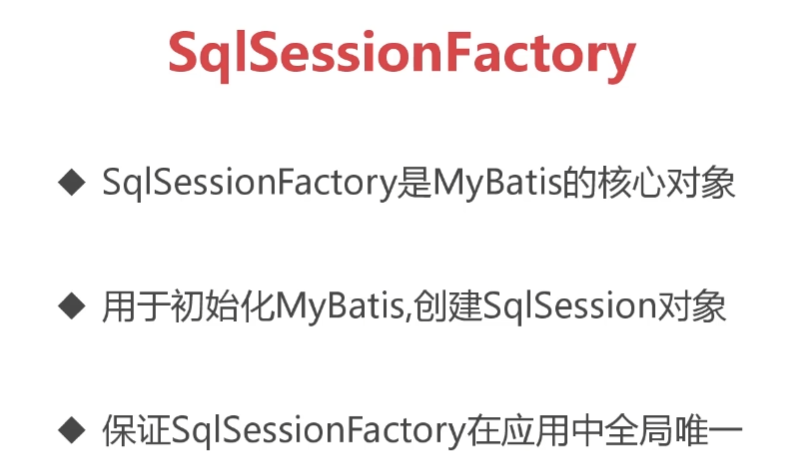 SqlSessionFactory
◆ SqlSessionFactory是MyBatis的核心对象
◆ 用于初始化MyBatis,创建SqlSession对象
◆ 保证SqlSessionFactory在应用中全局唯一